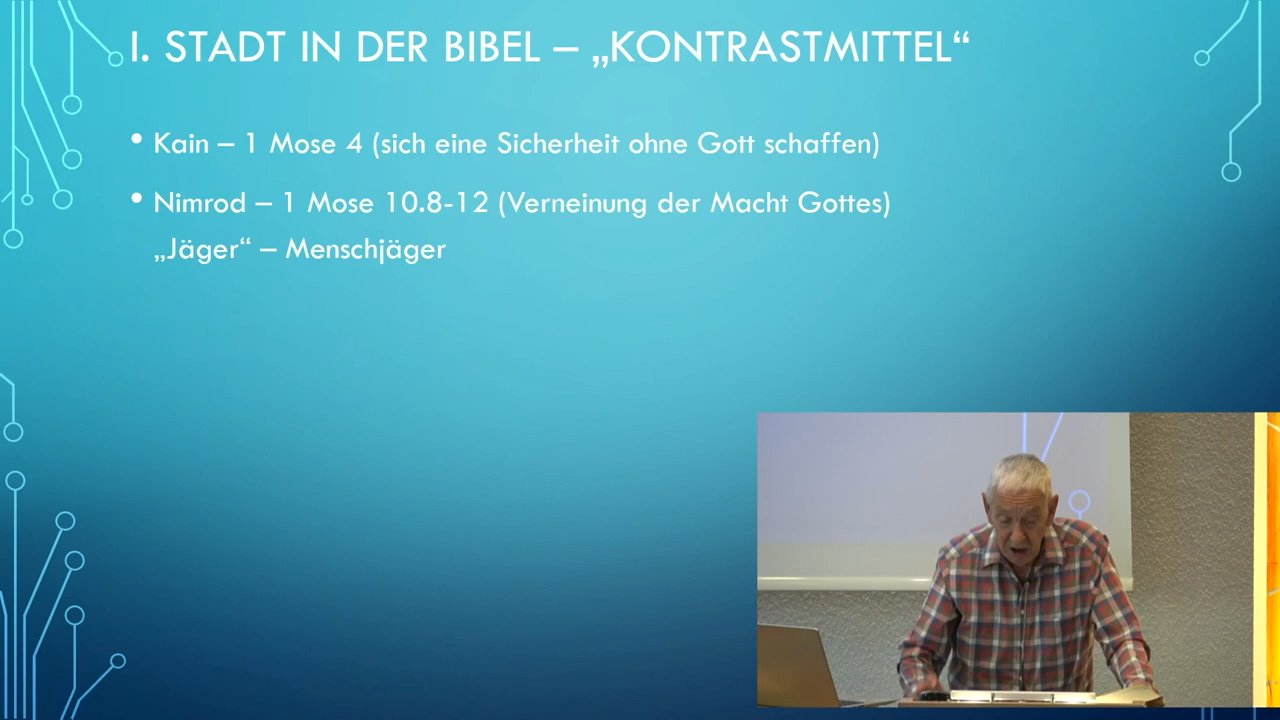 I. STADT IN DER BIBEL – „KONTRASTMITTEL“
• Kain – 1 Mose 4 (sich eine Sicherheit ohne Gott schaffen)
• Nimrod – 1 Mose 10.8-12 (Verneinung der Macht Gottes)
„Jäger“ – Menschjäger